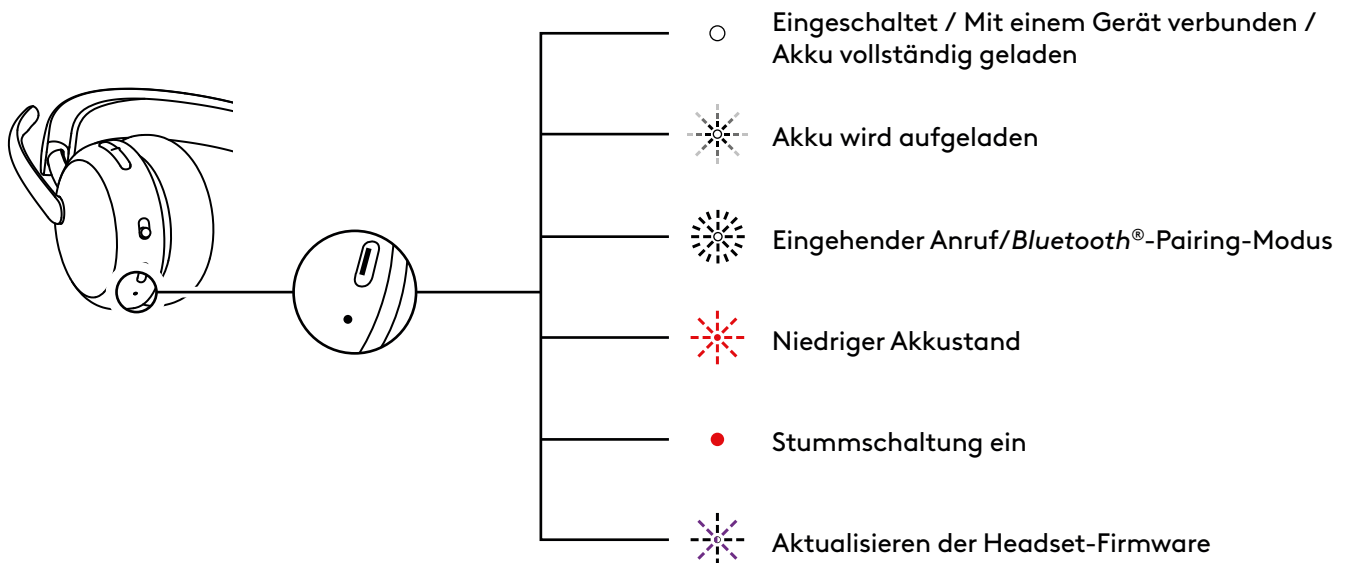 Eingeschaltet / Mit einem Gerät verbunden /
Akku vollständig geladen
Akku wird aufgeladen
Eingehender Anruf/Bluetooth®-Pairing-Modus
Niedriger Akkustand
Stummschaltung ein
Aktualisieren der Headset-Firmware